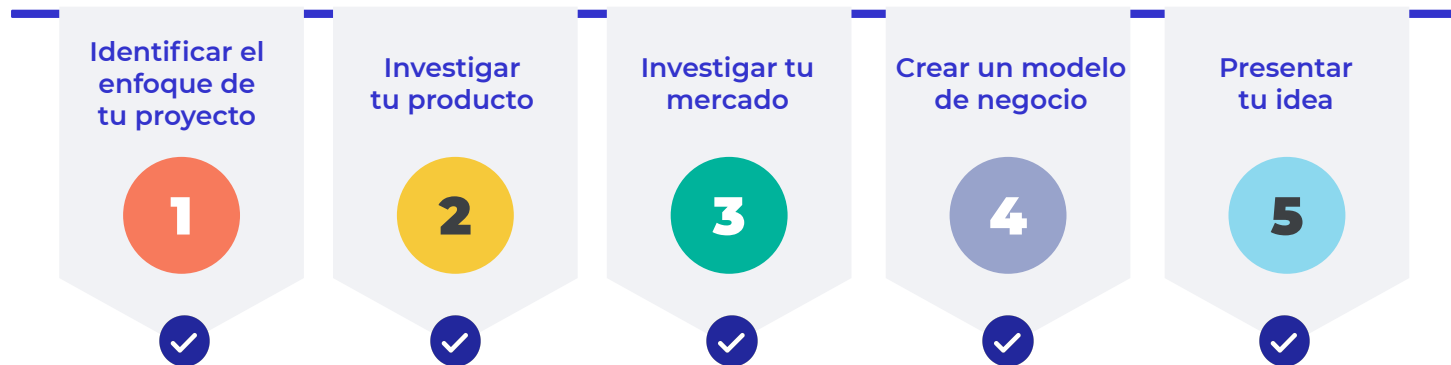 Identificar el
enfoque de
tu proyecto
1
Investigar
tu producto
2
Investigar tu
mercado
3
Crear un modelo
de negocio
4
Presentar
tu idea
5